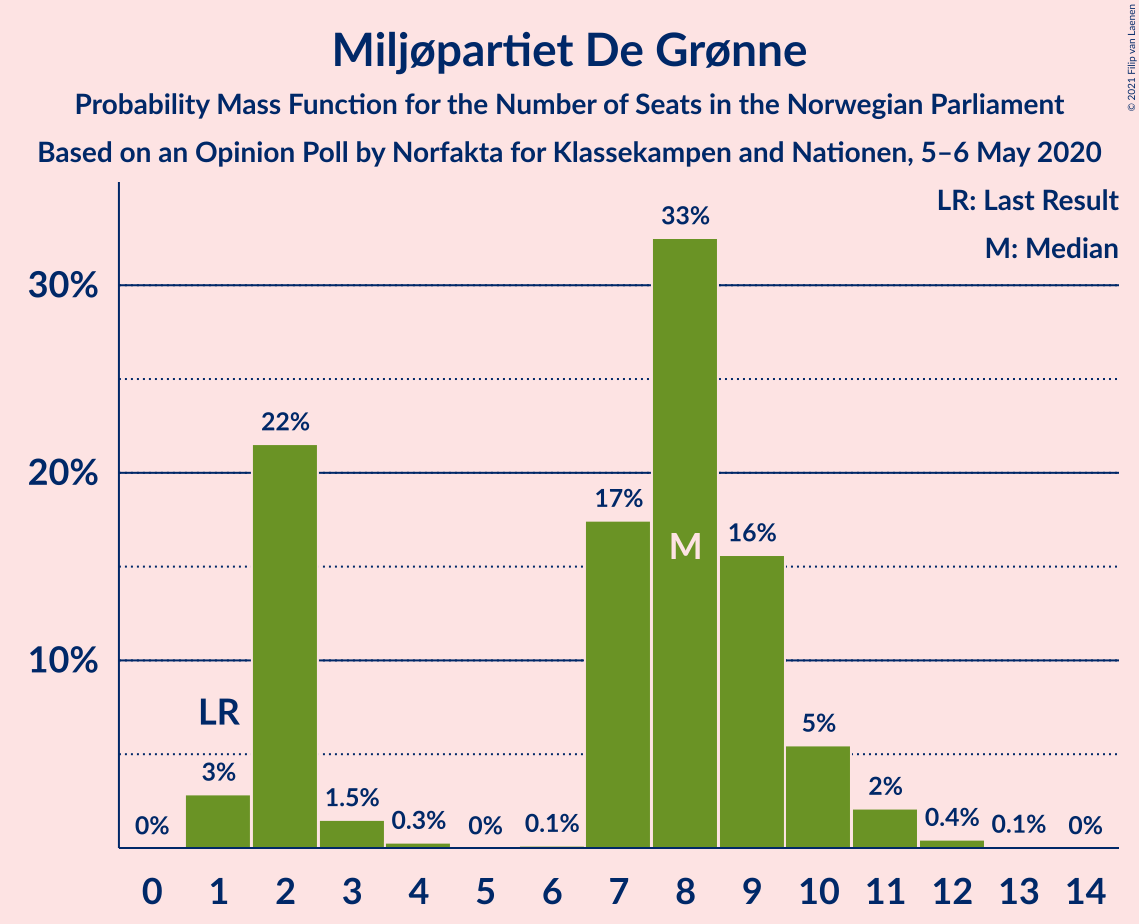 Miljøpartiet De Grønne
Probability Mass Function for the Number of Seats in the Norwegian Parliament
Based on an Opinion Poll by Norfakta for Klassekampen and Nationen, 5–6 May 2020
© 2021 Filip van Laenen
LR: Last Result
M: Median
33%
30%
22%
20%
17%
16%
M
10%
LR
5%
3%
2%
1.5%
0.3%
0.1%
0.4%
0.1%
0%
0%
0%
0 1 2 3 4 5 6 7 8 9 10 11 12 13 14